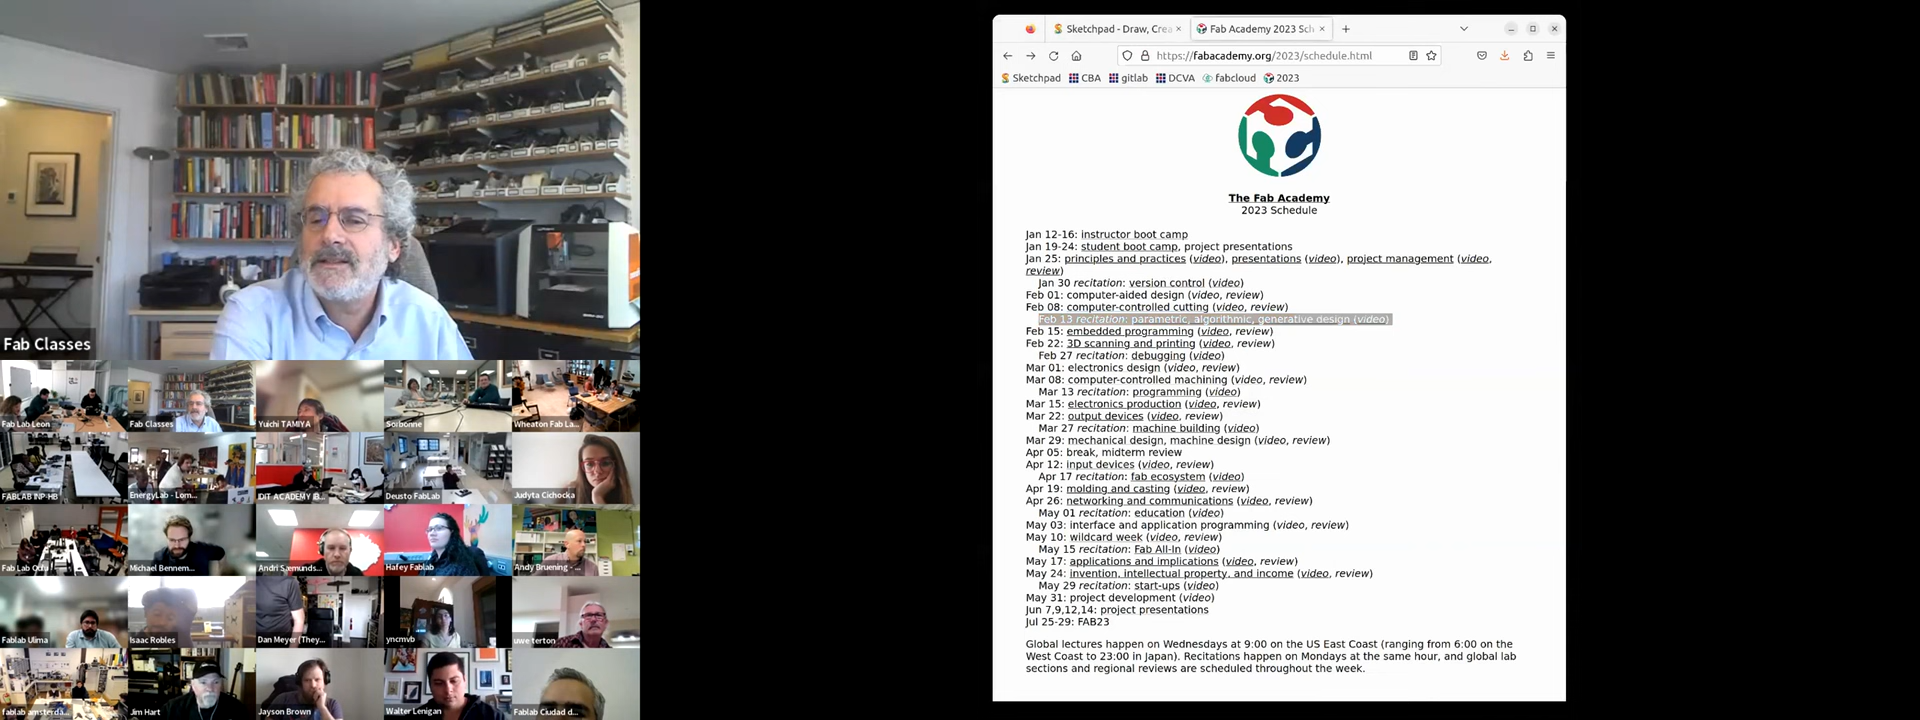 Fab Classes
Fab Lab Leon
Fab Classes
Yuichi TAMIYA
Sorbonne
Wheaton Fab La...
FABLAB INP-HB
EnergyLab - Lom...
Deusto FabLab
Judyta Cichocka
Fab Lab Oulu
Michael Bennem...
Andri Sæmunds...
Hafey Fablab
Andy Bruening - ...
Fablab Ulima
Isaac Robles
Dan Meyer (They...
yncmvb
uwe terton
fablab amsterda...
Jim Hart
Jayson Brown
Walter Lenigan
Fablab Ciudad d...
Sketchpad - Draw, Crea
Fab Academy 2023 Sch
https://fabacademy.org/2023/schedule.html
Sketchpad CBA gitlab DCVA fabcloud 2023
The Fab Academy
2023 Schedule
Jan 12-16: instructor boot camp
Jan 19-24: student boot camp, project presentations
Jan 25: principles and practices (video), presentations (video), project management (video,
review)
Jan 30 recitation: version control (video)
Feb 01: computer-aided design (video, review)
Feb 08: computer-controlled cutting (video, review)
Feb 13 recitation: parametric, algorithmic, generative design (video)
Feb 15: embedded programming (video, review)
Feb 22: 3D scanning and printing (video, review)
Feb 27 recitation: debugging (video)
Mar 01: electronics design (video, review)
Mar 08: computer-controlled machining (video, review)
Mar 13 recitation: programming (video)
Mar 15: electronics production (video, review)
Mar 22: output devices (video, review)
Mar 27 recitation: machine building (video)
Mar 29: mechanical design, machine design (video, review)
Apr 05: break, midterm review
Apr 12: input devices (video, review)
Apr 17 recitation: fab ecosystem (video)
Apr 19: molding and casting (video, review)
Apr 26: networking and communications (video, review)
May 01 recitation: education (video)
May 03: interface and application programming (video, review)
May 10: wildcard week (video, review)
May 15 recitation: Fab All-In (video)
May 17: applications and implications (video, review)
May 24: invention, intellectual property, and income (video, review)
May 29 recitation: start-ups (video)
May 31: project development (video)
Jun 7,9,12,14: project presentations
Jul 25-29: FAB23
Global lectures happen on Wednesdays at 9:00 on the US East Coast (ranging from 6:00 on the
West Coast to 23:00 in Japan). Recitations happen on Mondays at the same hour, and global lab
sections and regional reviews are scheduled throughout the week.